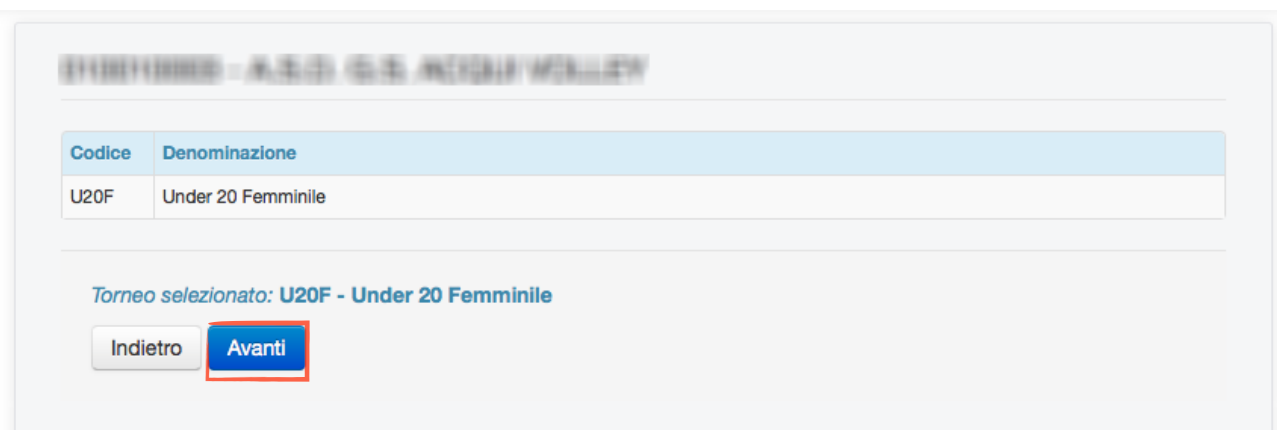 Codice Denominazione
U20F Under 20 Femminile
Torneo selezionato: U20F - Under 20 Femminile
Indietro Avanti